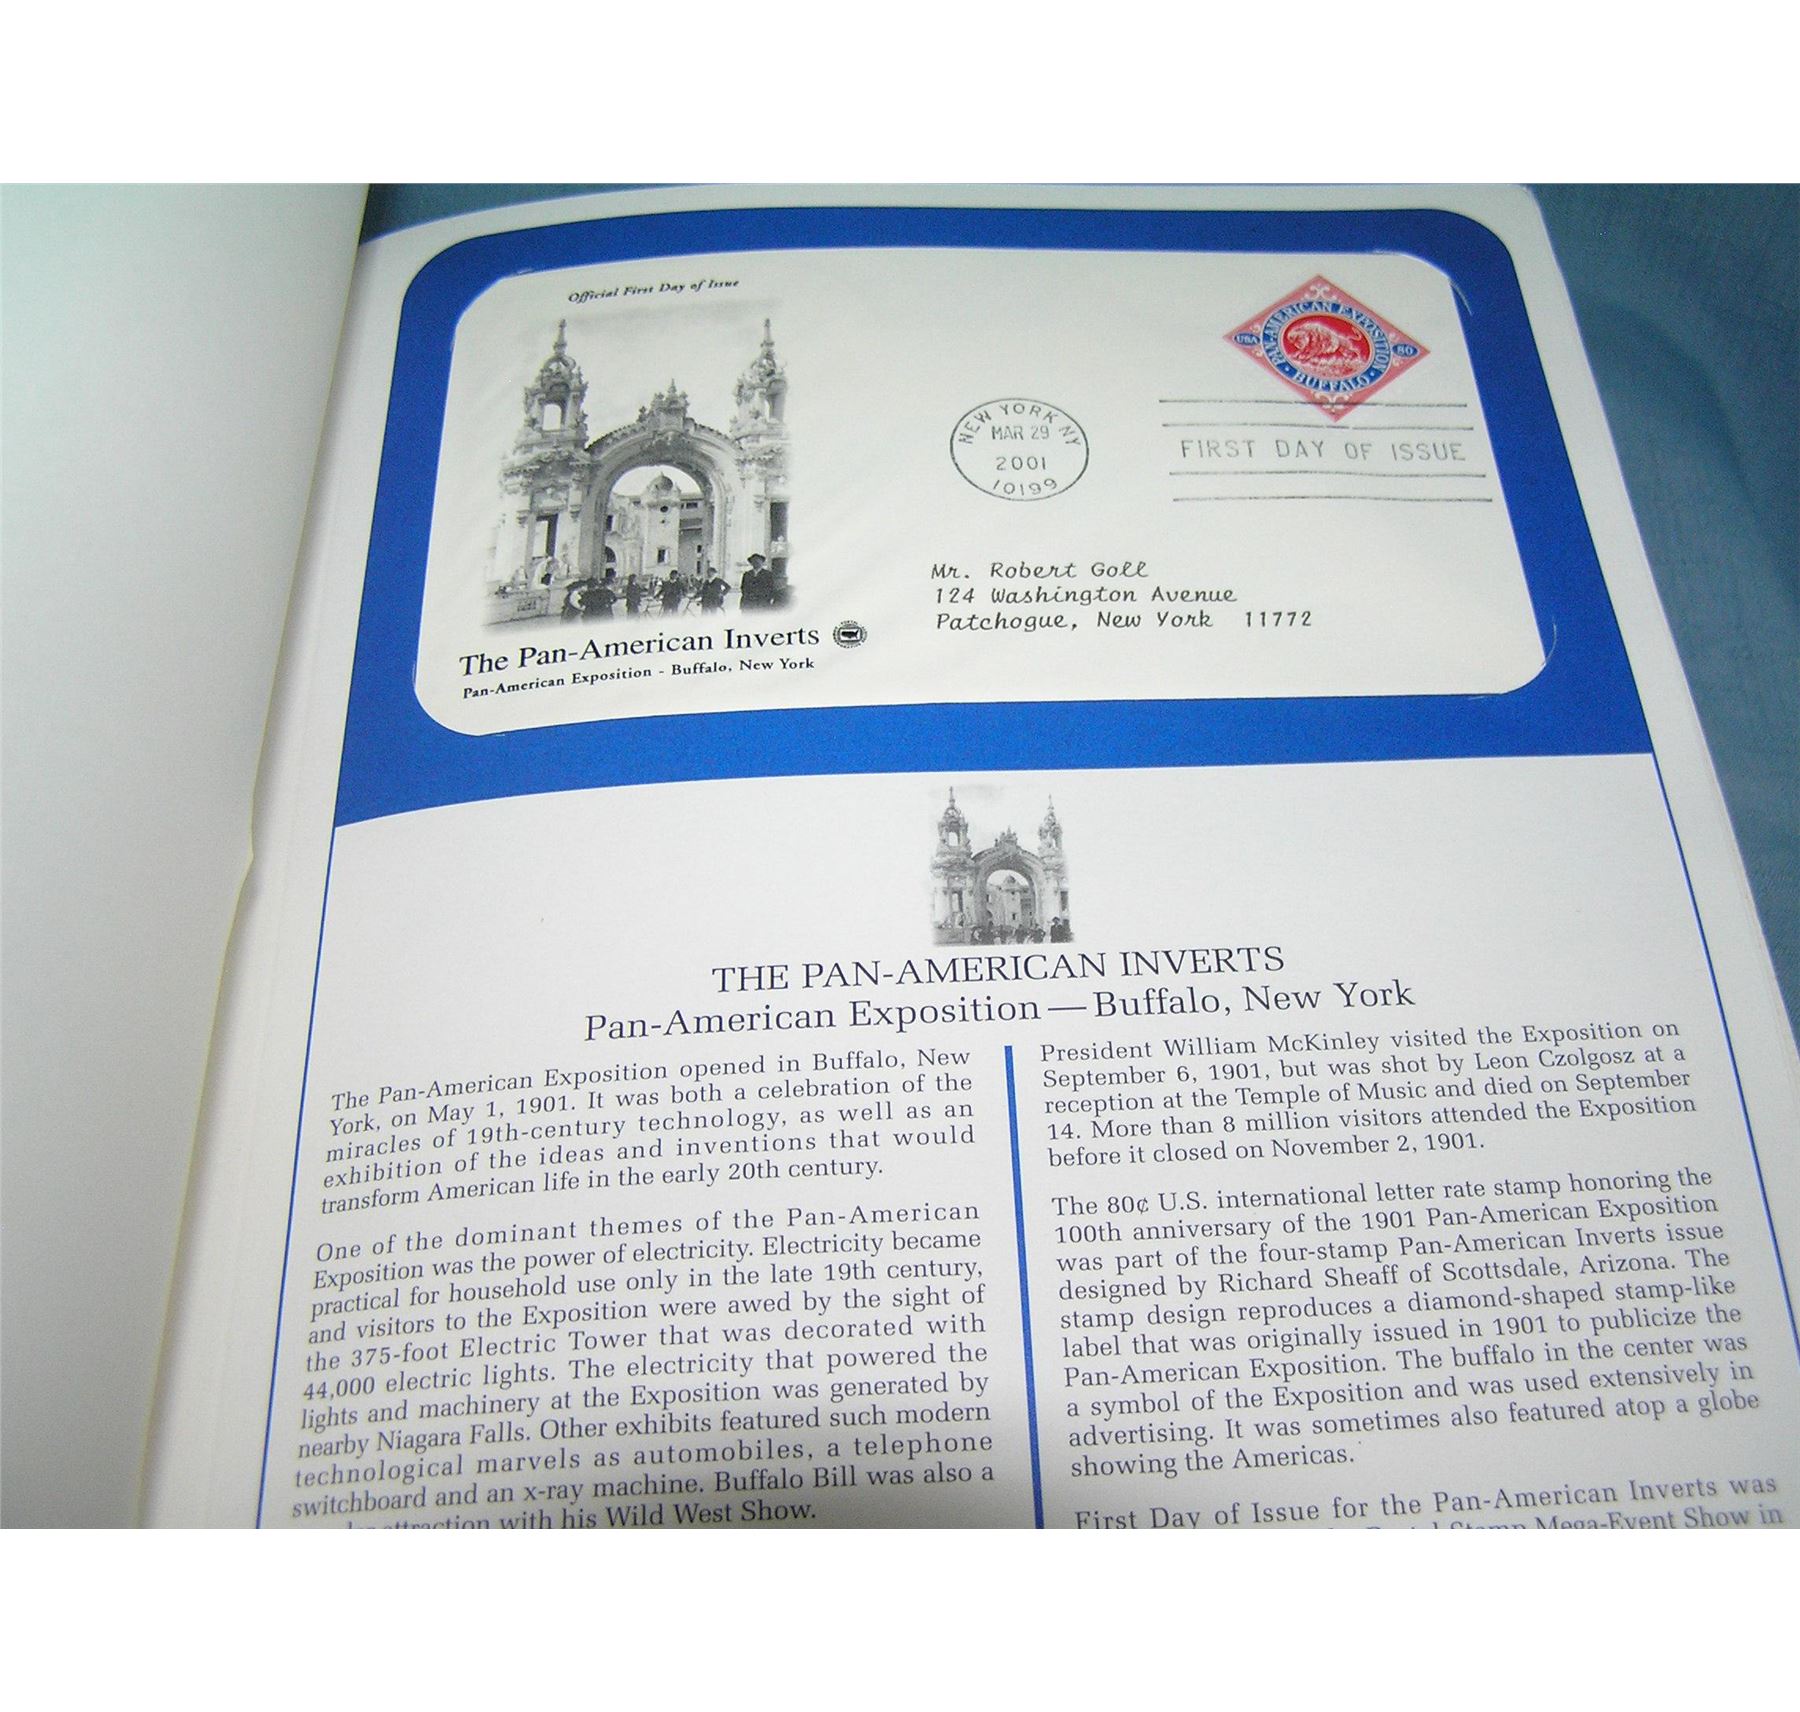 Official First Day of Issue
PAN-AMERICAN EXPOSITION
USA
80
· BUFFALO ·
NEW YORK NY
MAR 29
2001
10199
FIRST DAY OF ISSUE
Mr. Robert Goll
124 Washington Avenue
Patchogue, New York 11772
The Pan-American Inverts
Pan-American Exposition - Buffalo, New York
THE PAN-AMERICAN INVERTS
Pan-American Exposition — Buffalo, New York
The Pan-American Exposition opened in Buffalo, New
York, on May 1, 1901. It was both a celebration of the
miracles of 19th-century technology, as well as an
exhibition of the ideas and inventions that would
transform American life in the early 20th century.
One of the dominant themes of the Pan-American
Exposition was the power of electricity. Electricity became
practical for household use only in the late 19th century,
and visitors to the Exposition were awed by the sight of
the 375-foot Electric Tower that was decorated with
44,000 electric lights. The electricity that powered the
lights and machinery at the Exposition was generated by
nearby Niagara Falls. Other exhibits featured such modern
technological marvels as automobiles, a telephone
switchboard and an x-ray machine. Buffalo Bill was also a
attraction with his Wild West Show.
President William McKinley visited the Exposition on
September 6, 1901, but was shot by Leon Czolgosz at a
reception at the Temple of Music and died on September
14. More than 8 million visitors attended the Exposition
before it closed on November 2, 1901.
The 80¢ U.S. international letter rate stamp honoring the
100th anniversary of the 1901 Pan-American Exposition
was part of the four-stamp Pan-American Inverts issue
designed by Richard Sheaff of Scottsdale, Arizona. The
stamp design reproduces a diamond-shaped stamp-like
label that was originally issued in 1901 to publicize the
Pan-American Exposition. The buffalo in the center was
a symbol of the Exposition and was used extensively in
advertising. It was sometimes also featured atop a globe
showing the Americas.
First Day of Issue for the Pan-American Inverts was
Stamp Mega-Event Show in